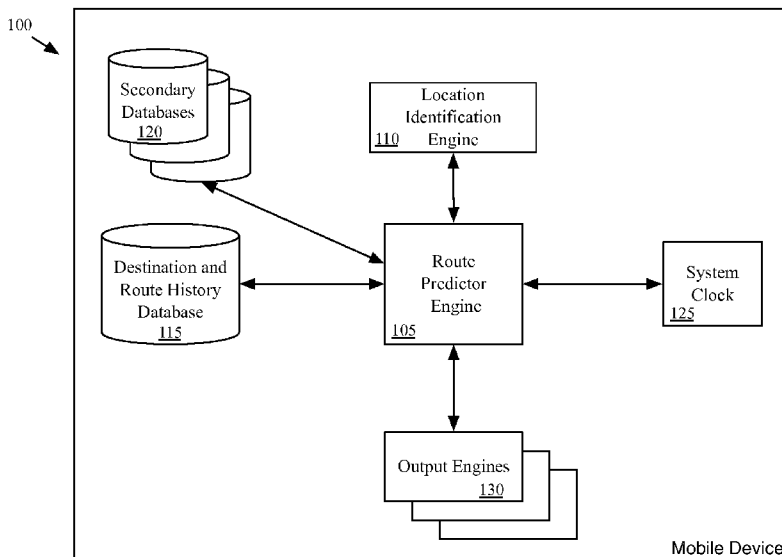 100
Secondary
Databases
120
Location
Identification
110 Engine
Destination and
Route History
Database
115
Route
Predictor
Engine
105
System
Clock
125
Output Engines
130
Mobile Device